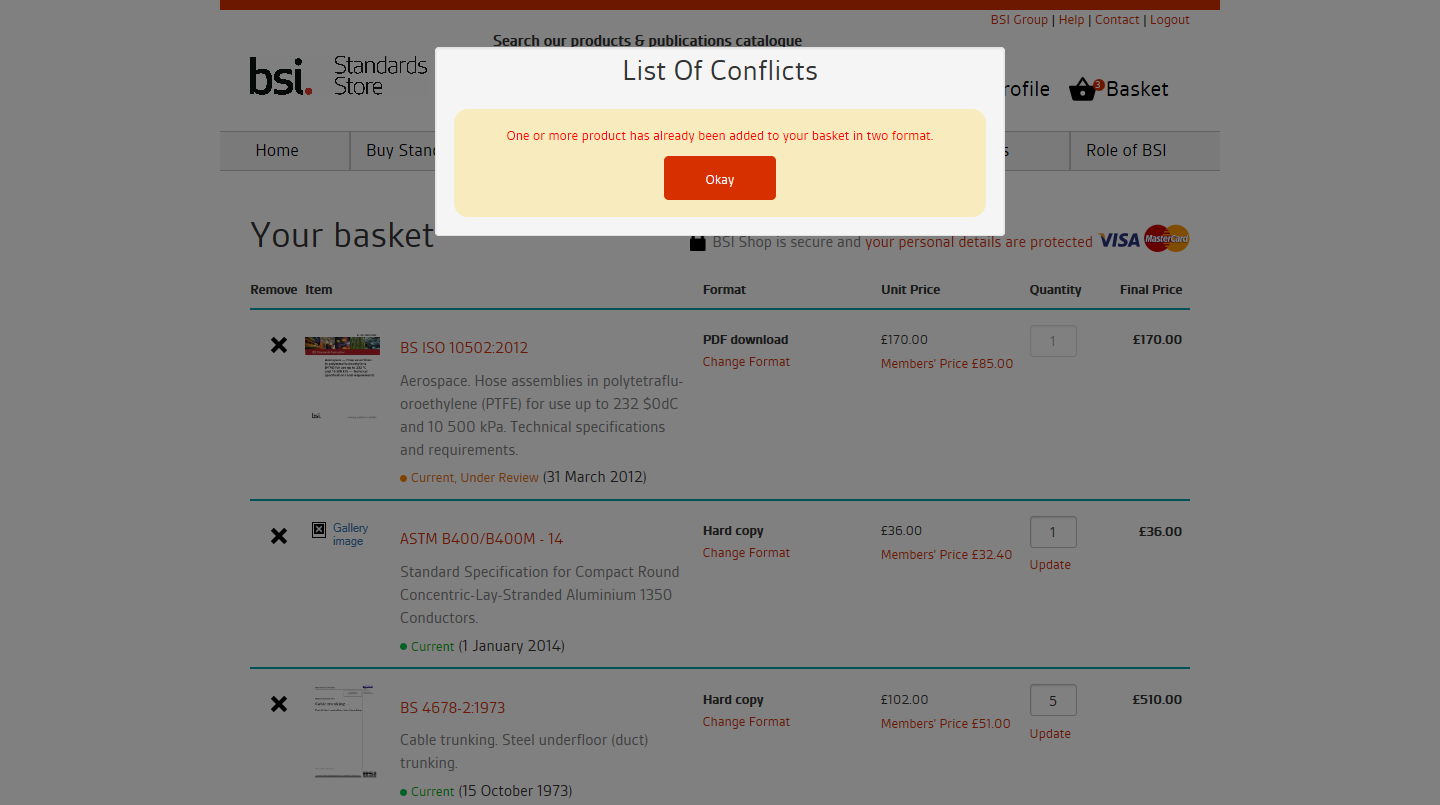 BSI Group | Help | Contact | Logout
Search our products & publications catalogue
bsi. Standards
Store
List Of Conflicts
rofile 3 Basket
One or more product has already been added to your basket in two format.
Okay
Home Buy Stan s Role of BSI
Your basket
BSI Shop is secure and your personal details are protected VISA MasterCard
Remove Item Format Unit Price Quantity Final Price
BS ISO 10502:2012 PDF download £170.00 1 £170.00
Change Format Members' Price £85.00
Aerospace. Hose assemblies in polytetraflu-
oroethylene (PTFE) for use up to 232 $0dC
and 10 500 kPa. Technical specifications
and requirements.
bsi.
Current, Under Review (31 March 2012)
Gallery
image
ASTM B400/B400M - 14 Hard copy £36.00 1 £36.00
Change Format Members' Price £32.40
Update
Standard Specification for Compact Round
Concentric-Lay-Stranded Aluminium 1350
Conductors.
Current (1 January 2014)
BS 4678-2:1973 Hard copy £102.00 5 £510.00
Change Format Members' Price £51.00
Update
Cable trunking
Cable trunking. Steel underfloor (duct)
trunking.
Current (15 October 1973)